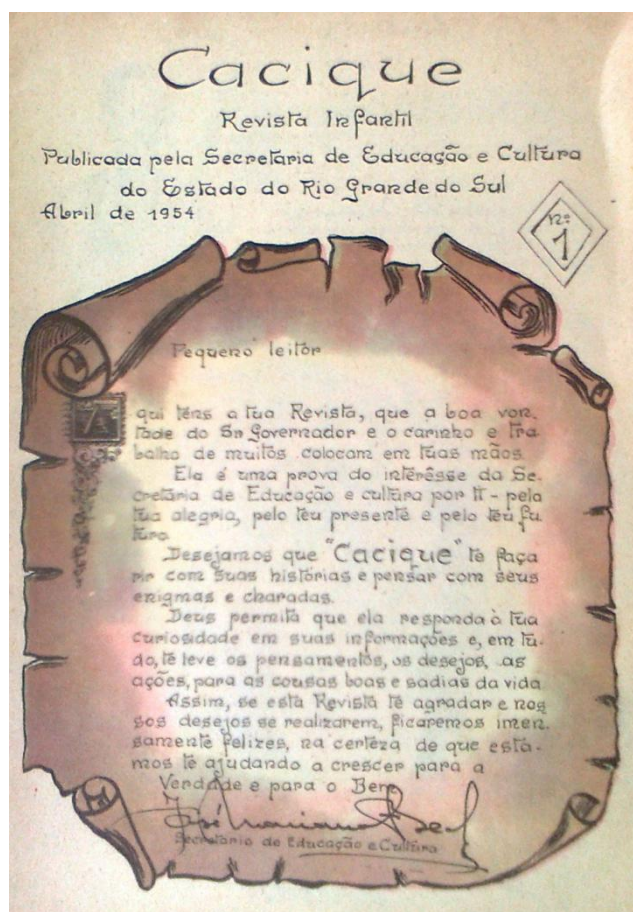 Cacique
Revista Infantil
Publicada pela Secretaria de Educação e Cultura
do Estado do Rio Grande do Sul
Abril de 1954
nº 1
Pequeno leitor
Aqui téns a tua Revista, que a boa von.
tade do Sr Governador e o carinho e tra
balho de muitos colocam em tuas mãos
Ela é uma prova do interêsse da Se.
cretaria de Educação e cultura por ti - pela
tua alegria, pelo teu presente e pelo teu fu
turo.
Desejamos que "Cacique" te faça
rir com suas histórias e pensar com seus
enigmas e charadas.
Deus permita que ela responda à tua
curiosidade em suas informações e, em tu.
do, te leve os pensamentos, os desejos, as
ações, para as cousas boas e sadias da vida
Assim, se esta Revista te agradar e nos
sos desejos se realizarem, ficaremos imen.
samente felizes, na certeza de que esta.
mos te ajudando a crescer para a
Verdade e para o Bem
Secretario de Educação e Cultura